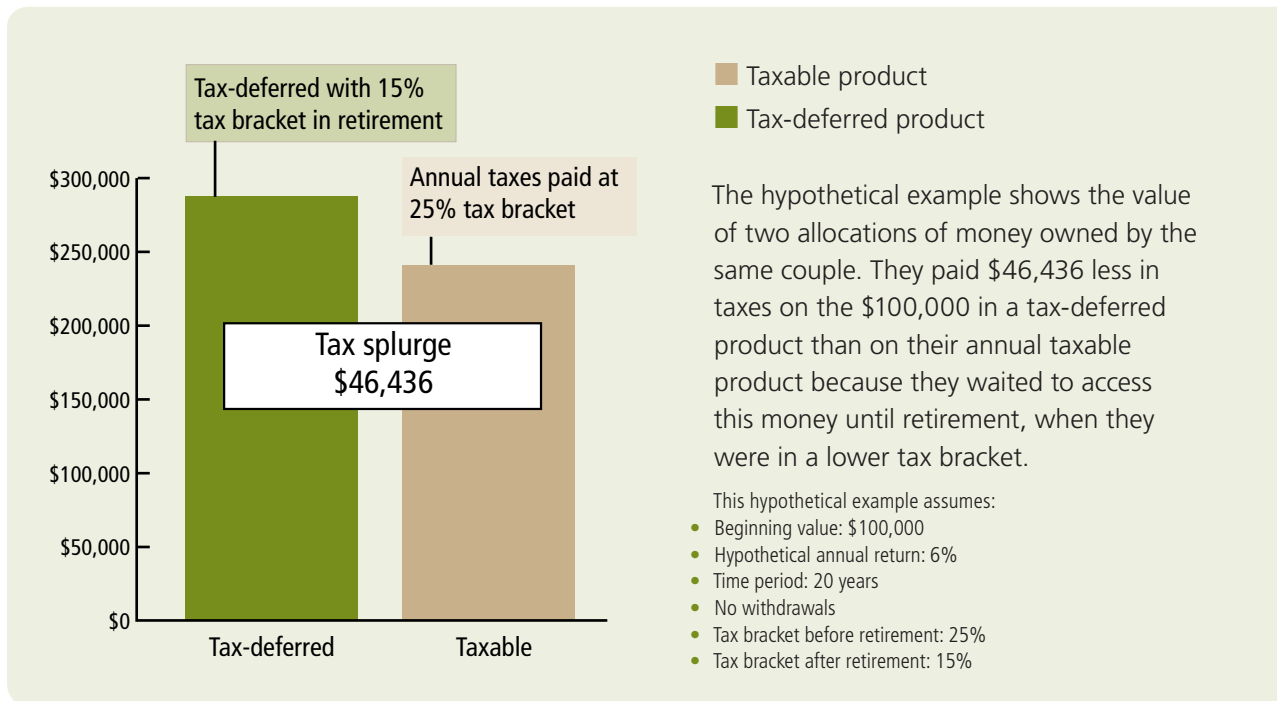 Tax-deferred with 15%
tax bracket in retirement
Annual taxes paid at
25% tax bracket
$300,000
$250,000
$200,000
$150,000
$100,000
$50,000
$0
Tax splurge
$46,436
Tax-deferred
Taxable
Taxable product
Tax-deferred product
The hypothetical example shows the value
of two allocations of money owned by the
same couple. They paid $46,436 less in
taxes on the $100,000 in a tax-deferred
product than on their annual taxable
product because they waited to access
this money until retirement, when they
were in a lower tax bracket.
This hypothetical example assumes:
• Beginning value: $100,000
• Hypothetical annual return: 6%
• Time period: 20 years
• No withdrawals
• Tax bracket before retirement: 25%
• Tax bracket after retirement: 15%